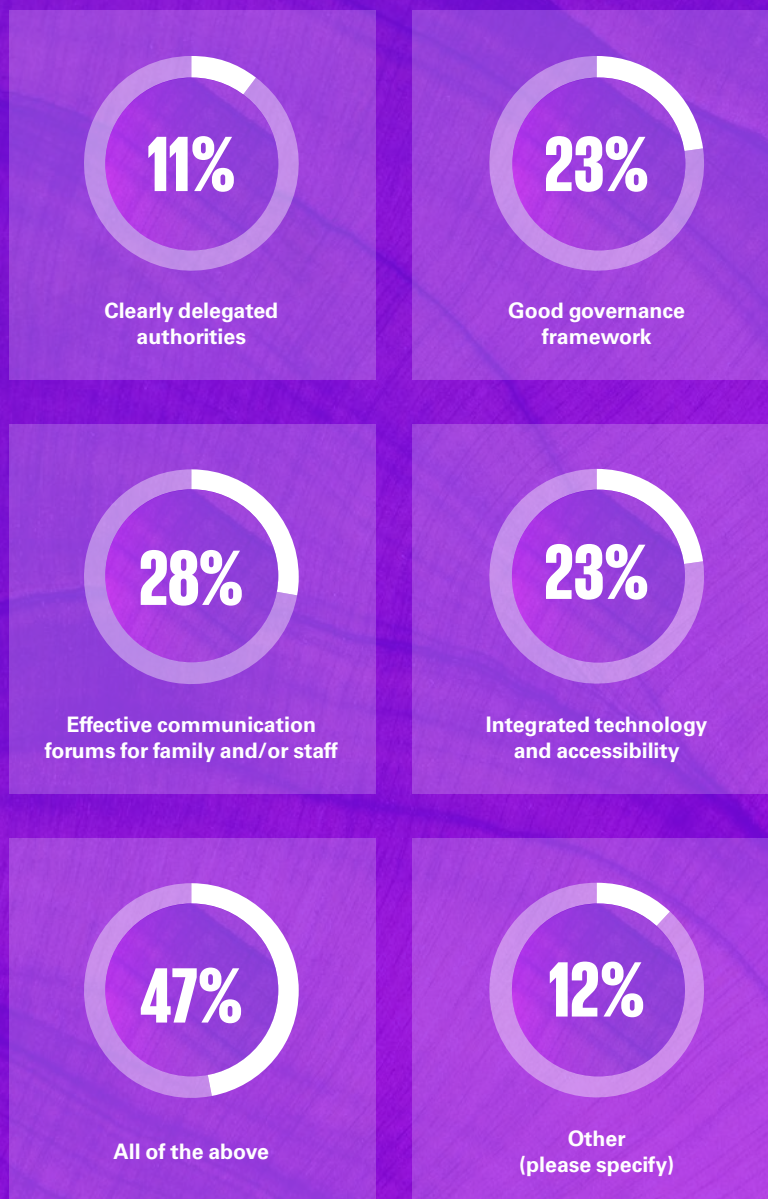 11%
Clearly delegated
authorities
23%
Good governance
framework
28%
Effective communication
forums for family and/or staff
23%
Integrated technology
and accessibility
47%
All of the above
12%
Other
(please specify)